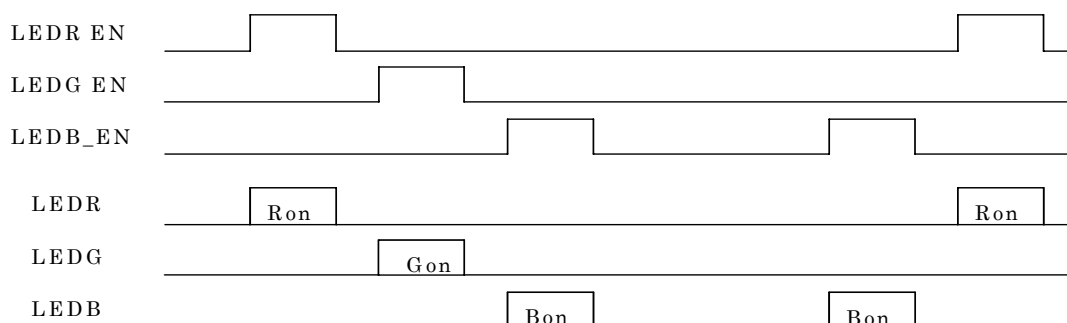 LEDR EN
LEDG EN
LEDB_EN
LEDR Ron Ron
LEDG Gon
LEDB Bon Bon